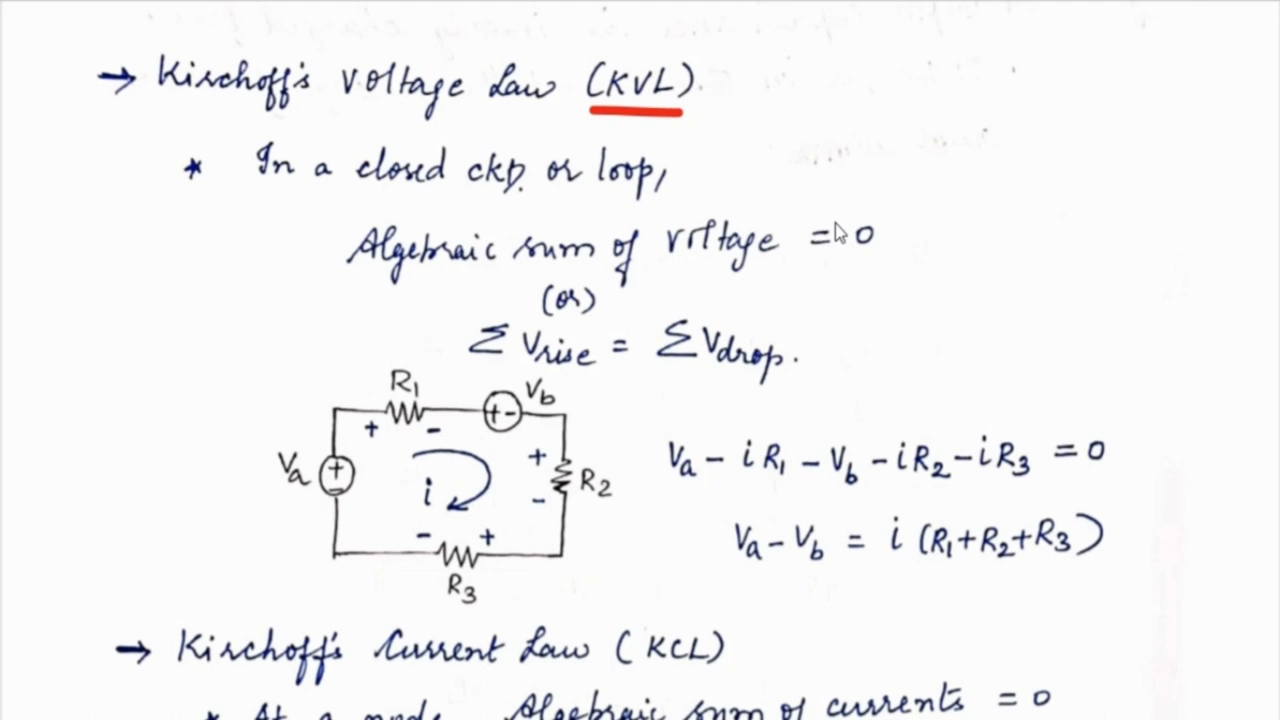 → Kirchoff's Voltage Law (KVL).
* In a closed ckt. or loop,
Algebraic sum of voltage = 0
(or)
Σ Vrise = Σ Vdrop.
R1
Vb
+ -
+ -
Va
+
-
i
+
-
R2
- +
R3
Va - iR1 - Vb - iR2 - iR3 = 0
Va - Vb = i (R1+R2+R3)
→ Kirchoff's Current Law (KCL)
* At a node, Algebraic sum of currents = 0